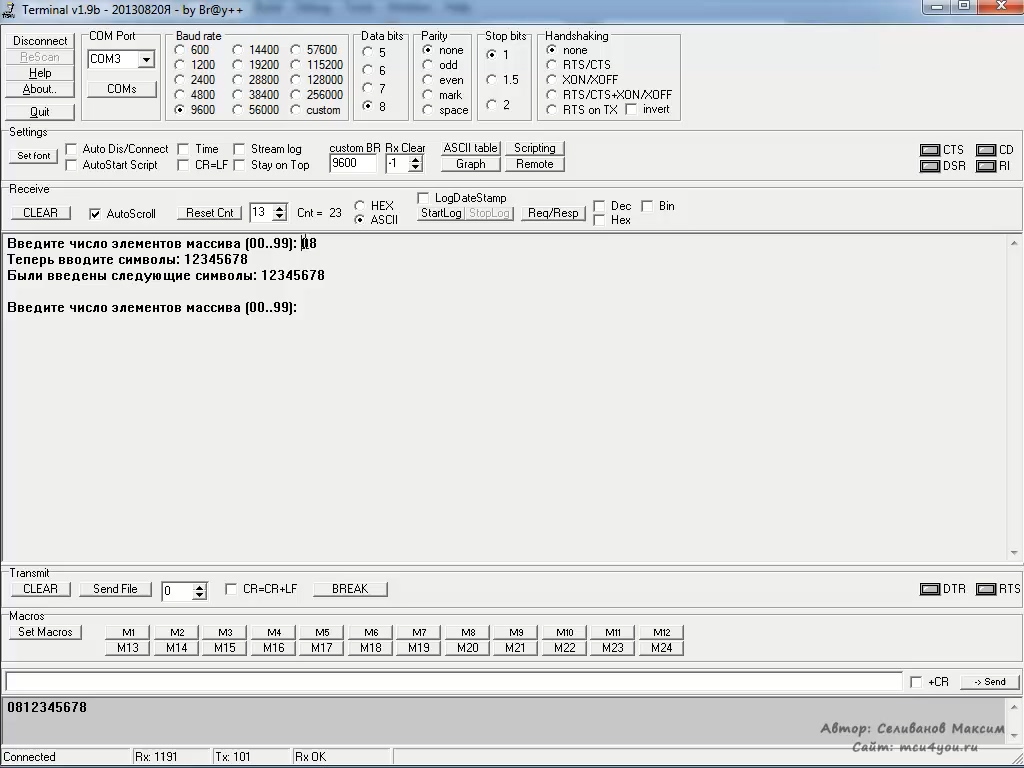 Terminal v1.9b - 20130820Я - by Br@y++
Disconnect
ReScan
Help
About..
Quit
COM Port
COM3
COMs
Baud rate
600 14400 57600
1200 19200 115200
2400 28800 128000
4800 38400 256000
9600 56000 custom
Data bits
5
6
7
8
Parity
none
odd
even
mark
space
Stop bits
1
1.5
2
Handshaking
none
RTS/CTS
XON/XOFF
RTS/CTS+XON/XOFF
RTS on TX invert
Settings
Set font
Auto Dis/Connect Time Stream log
AutoStart Script CR=LF Stay on Top
custom BR Rx Clear
9600 -1
ASCII table Scripting
Graph Remote
CTS CD
DSR RI
Receive
CLEAR AutoScroll Reset Cnt 13 Cnt = 23
HEX
ASCII
LogDateStamp
StartLog StopLog Req/Resp
Dec Bin
Hex
Введите число элементов массива (00..99): 08
Теперь вводите символы: 12345678
Были введены следующие символы: 12345678
Введите число элементов массива (00..99):
Transmit
CLEAR Send File 0 CR=CR+LF BREAK DTR RTS
Macros
Set Macros
M1 M2 M3 M4 M5 M6 M7 M8 M9 M10 M11 M12
M13 M14 M15 M16 M17 M18 M19 M20 M21 M22 M23 M24
+CR -> Send
0812345678
Автор: Селиванов Максим
Сайт: mcu4you.ru
Connected Rx: 1191 Tx: 101 Rx OK